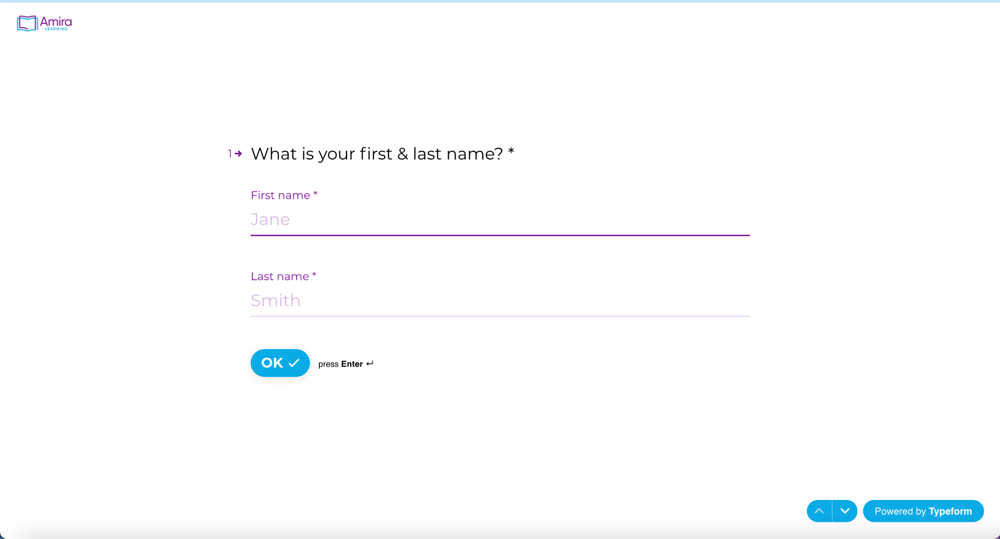 Amira
LEARNING
1 What is your first & last name? *
First name *
Jane
Last name *
Smith
OK press Enter ↵
Powered by Typeform